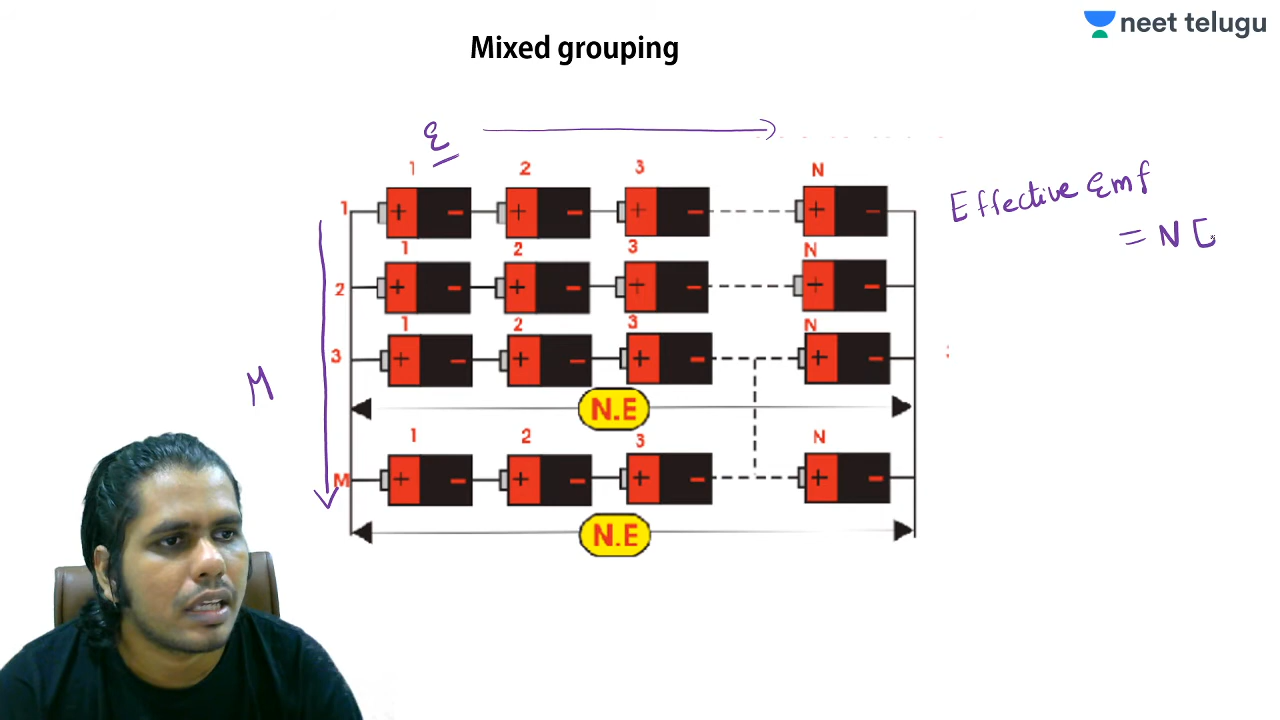 neet telugu
Mixed grouping
ε
1 2 3 N
1 + - + - + - + -
Effective Emf
= N [
1 2 3 N
2 + - + - + - + -
1 2 3 N
3 + - + - + - + -
M
N.E
1 2 3 N
M + - + - + - + -
N.E